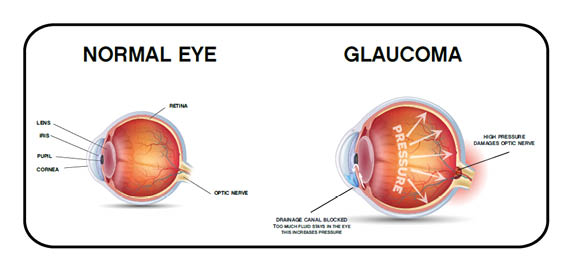 NORMAL EYE
GLAUCOMA
RETINA
LENS
IRIS
PUPIL
CORNEA
OPTIC NERVE
PRESSURE
HIGH PRESSURE
DAMAGES OPTIC NERVE
DRAINAGE CANAL BLOCKED
TOO MUCH FLUID STAYS IN THE EYE
THIS INCREASES PRESSURE